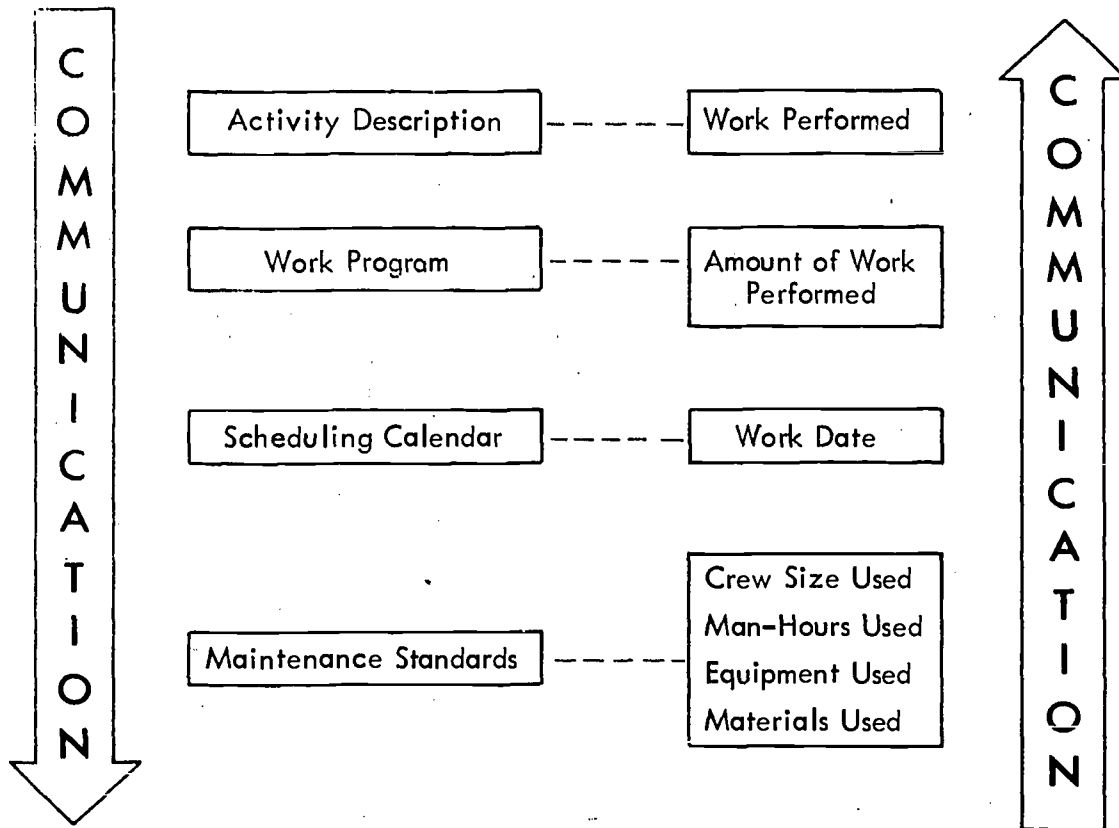 COMMUNICATION
Activity Description
Work Performed
Work Program
Amount of Work
Performed
Scheduling Calendar
Work Date
Maintenance Standards
Crew Size Used
Man-Hours Used
Equipment Used
Materials Used
COMMUNICATION